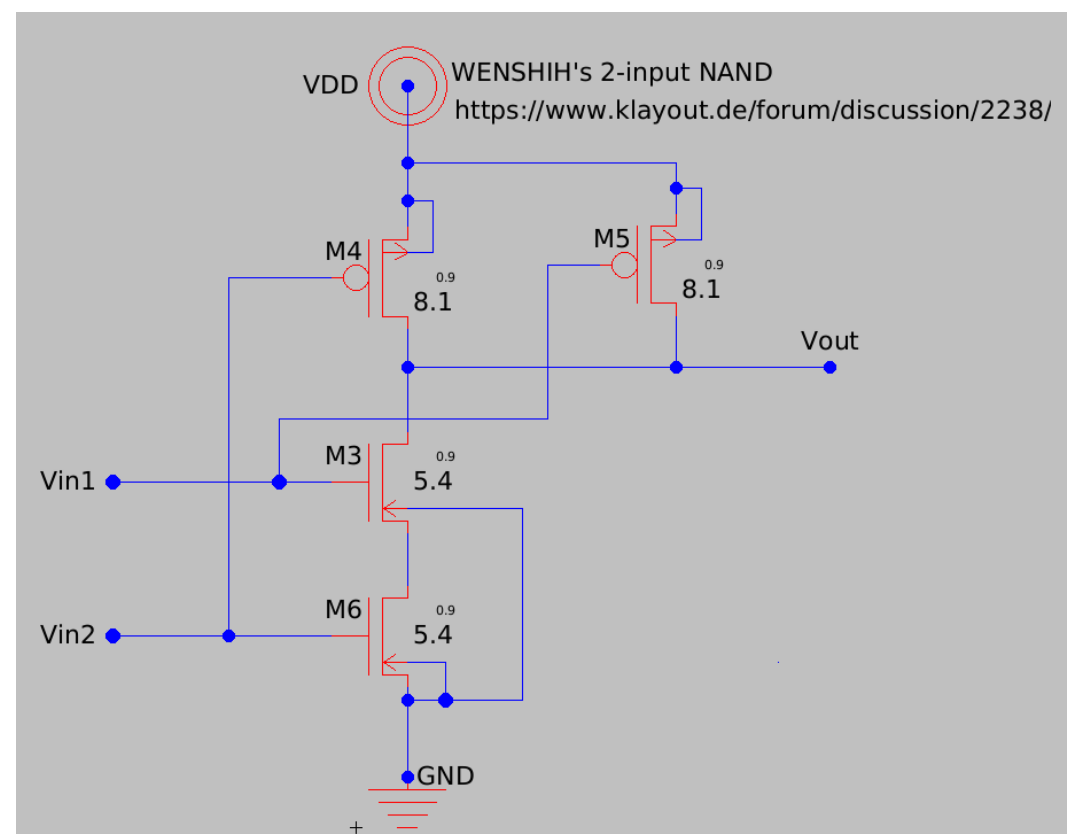 VDD
WENSHIH's 2-input NAND
https://www.klayout.de/forum/discussion/2238/
M4
0.9
8.1
M5
0.9
8.1
Vout
M3
0.9
5.4
Vin1
M6
0.9
5.4
Vin2
GND